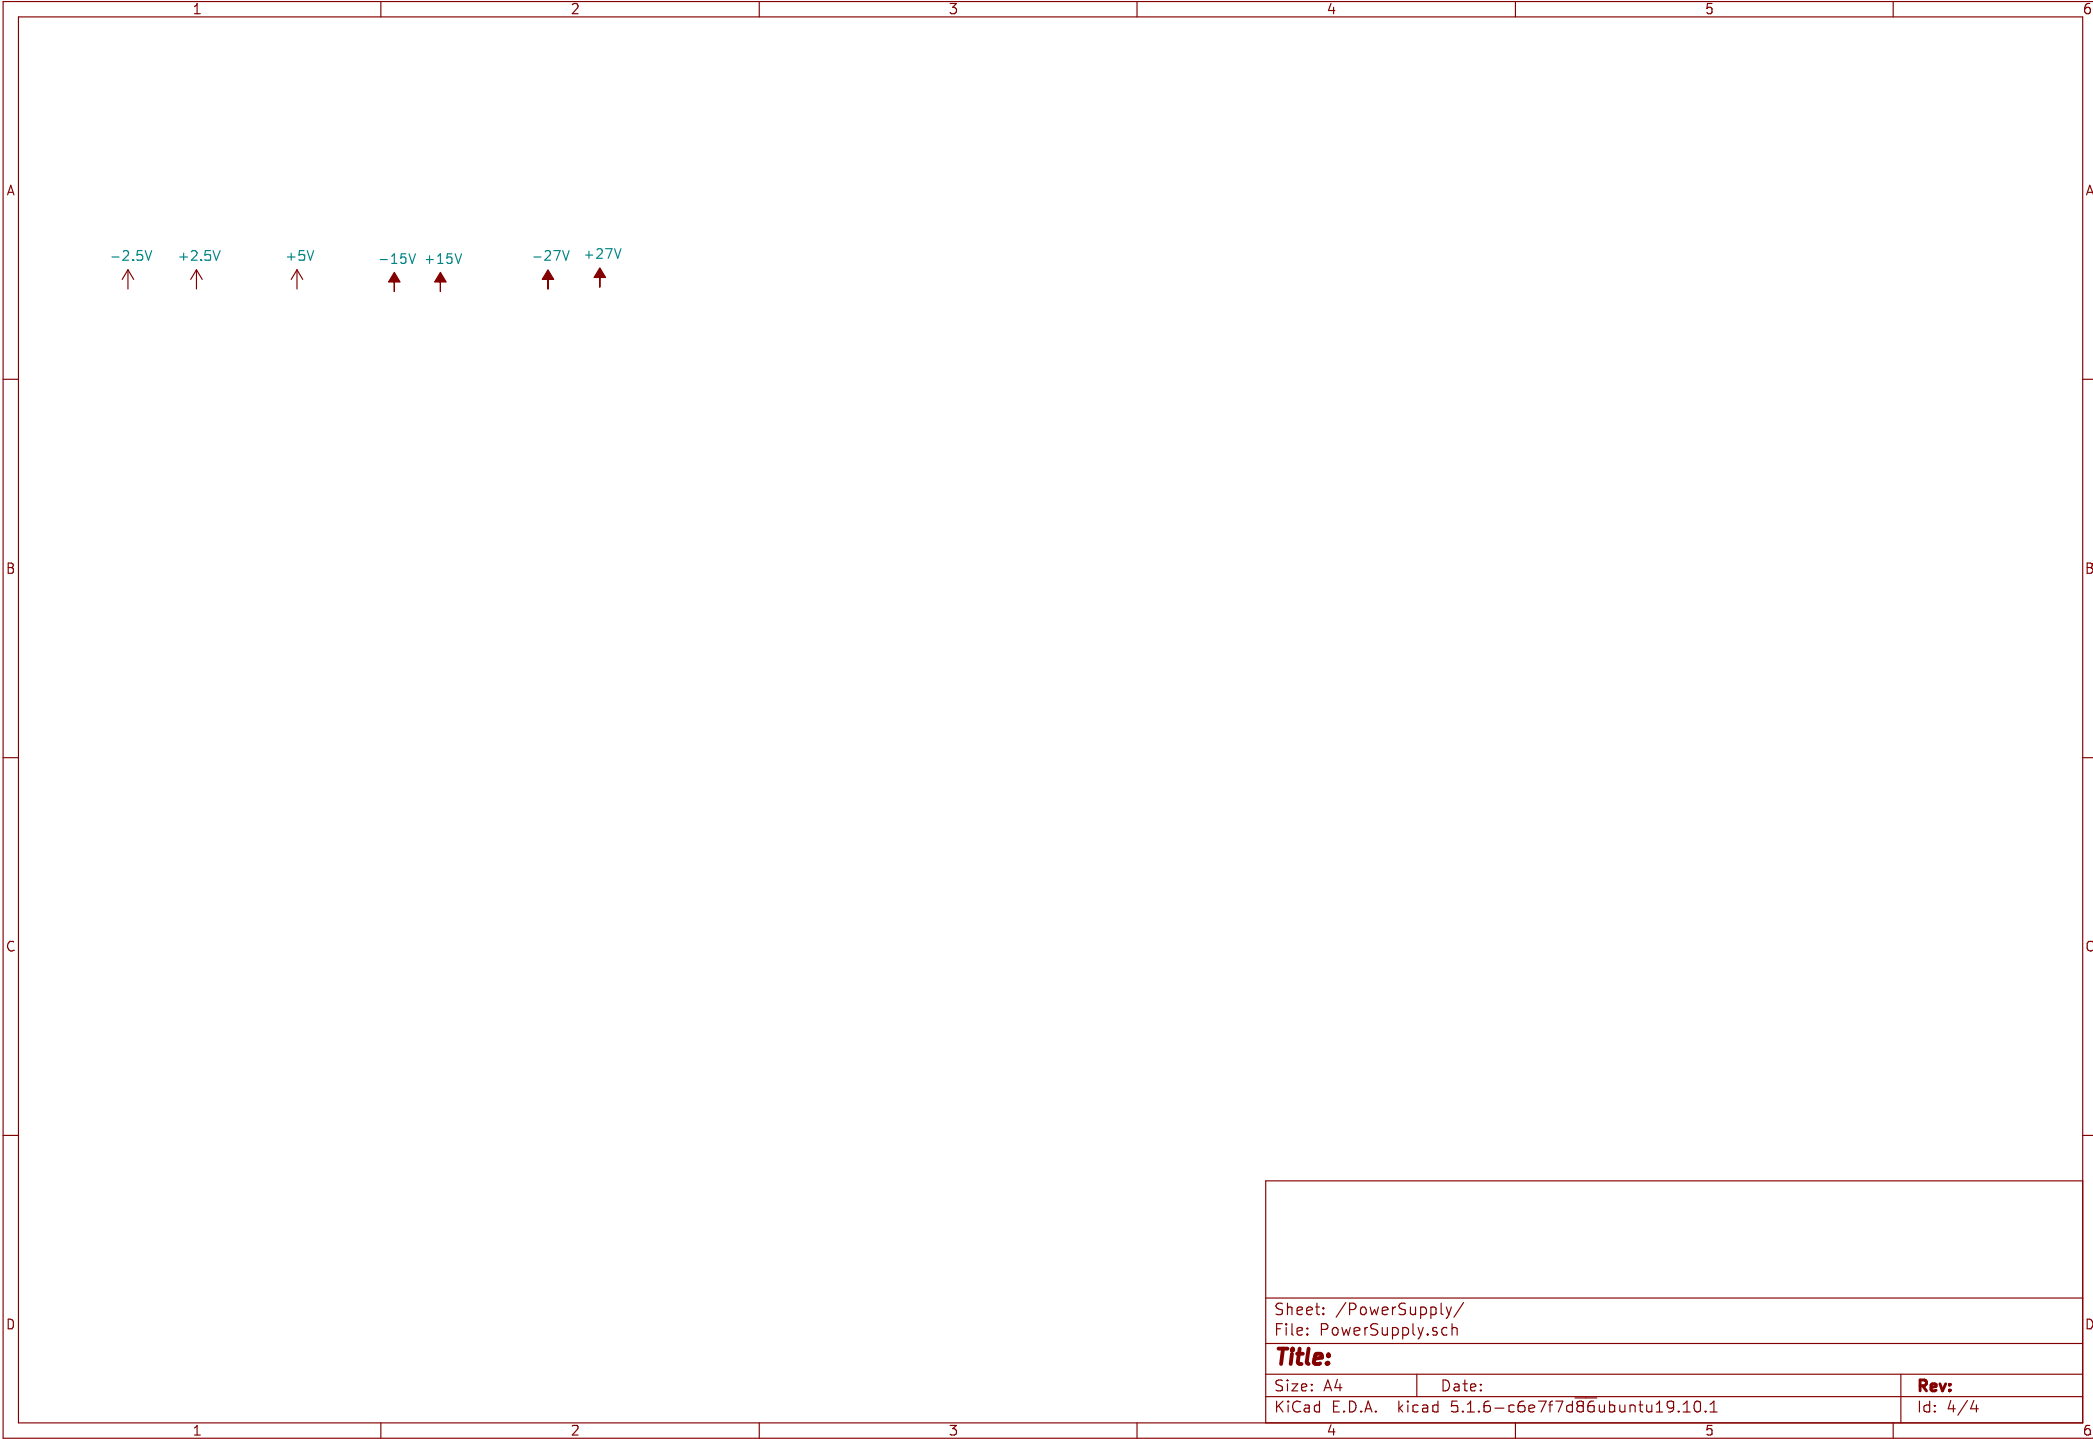 1 2 3 4 5 6
A A
-2.5V +2.5V +5V -15V +15V -27V +27V
B B
C C
Sheet: /PowerSupply/
File: PowerSupply.sch
D D
Title:
Size: A4 Date: Rev:
KiCad E.D.A. kicad 5.1.6-c6e7f7d86ubuntu19.10.1 Id: 4/4
1 2 3 4 5 6